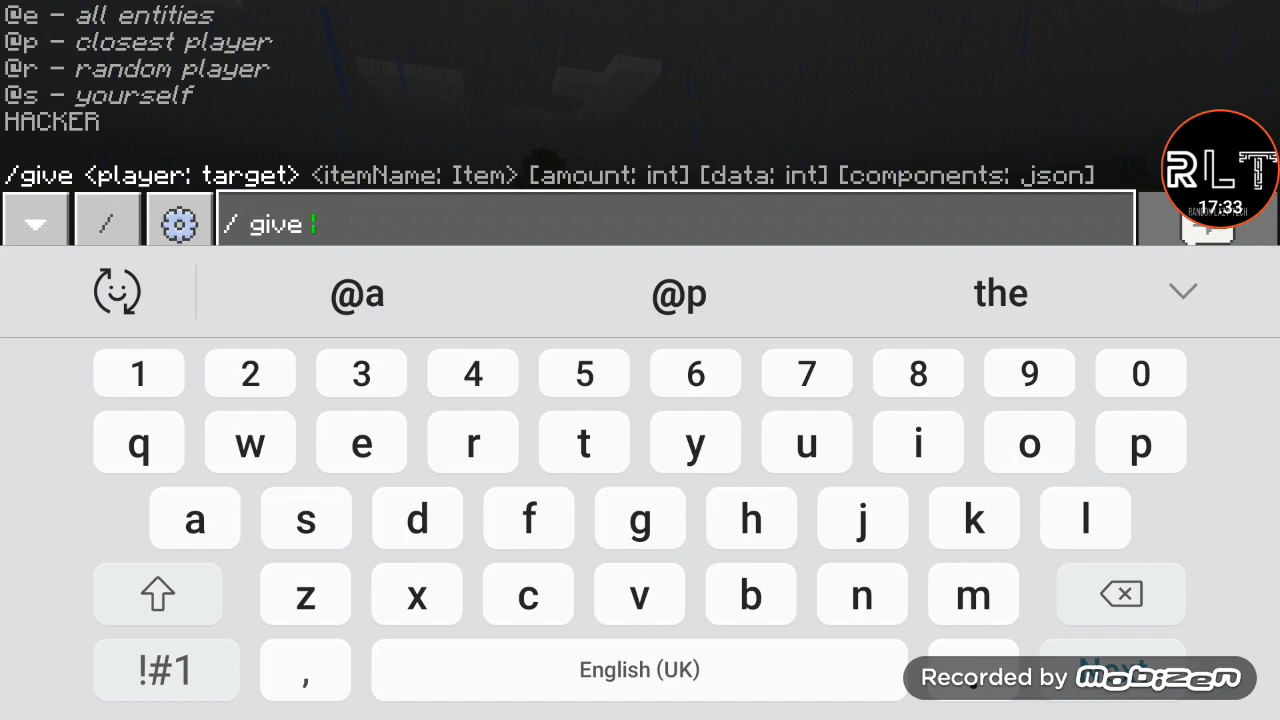 @e - all entities
@p - closest player
@r - random player
@s - yourself
HACKER
/give <player: target> <itemName: Item> [amount: int] [data: int] [components: .json]
/ / give
RLT
17:33
@a @p the
1 2 3 4 5 6 7 8 9 0
q w e r t y u i o p
a s d f g h j k l
z x c v b n m
!#1 , English (UK) Next
Recorded by mobizen